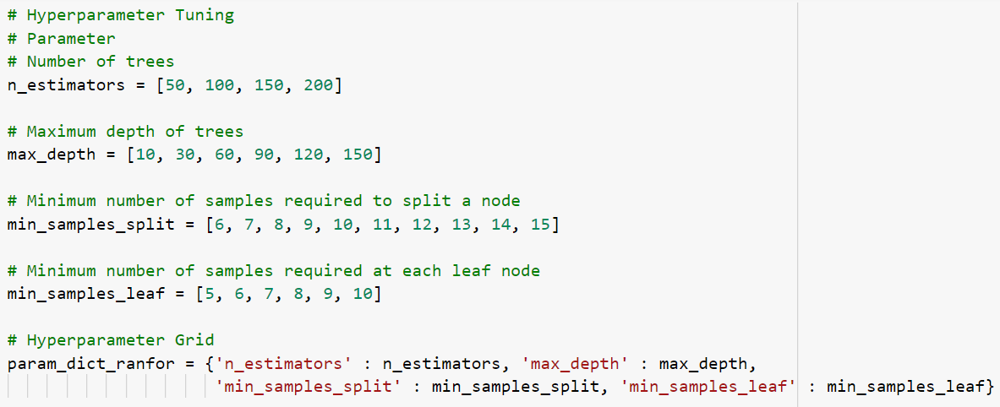 # Hyperparameter Tuning
# Parameter
# Number of trees
n_estimators = [50, 100, 150, 200]
# Maximum depth of trees
max_depth = [10, 30, 60, 90, 120, 150]
# Minimum number of samples required to split a node
min_samples_split = [6, 7, 8, 9, 10, 11, 12, 13, 14, 15]
# Minimum number of samples required at each leaf node
min_samples_leaf = [5, 6, 7, 8, 9, 10]
# Hyperparameter Grid
param_dict_ranfor = {'n_estimators' : n_estimators, 'max_depth' : max_depth,
'min_samples_split' : min_samples_split, 'min_samples_leaf' : min_samples_leaf}